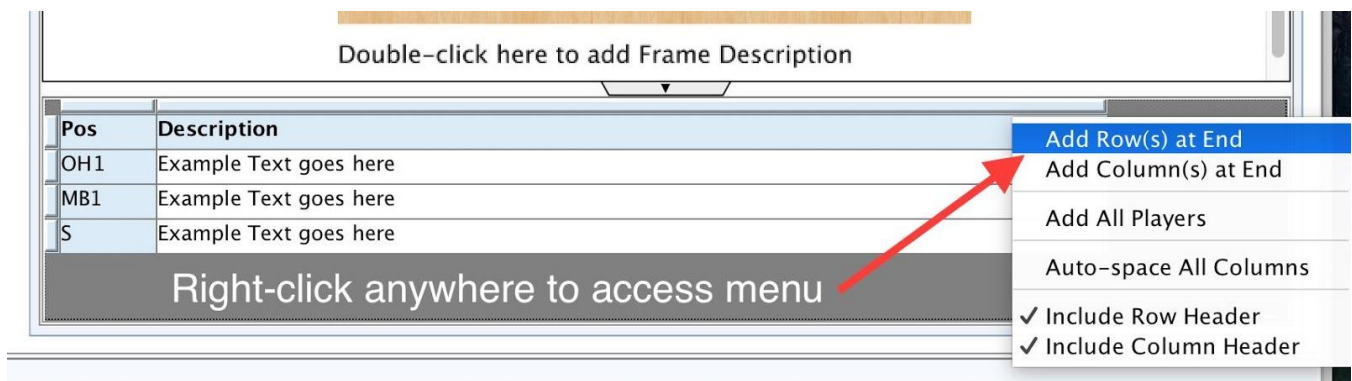 Double-click here to add Frame Description
Pos Description
OH1 Example Text goes here
MB1 Example Text goes here
S Example Text goes here
Right-click anywhere to access menu
Add Row(s) at End
Add Column(s) at End
Add All Players
Auto-space All Columns
✓ Include Row Header
✓ Include Column Header